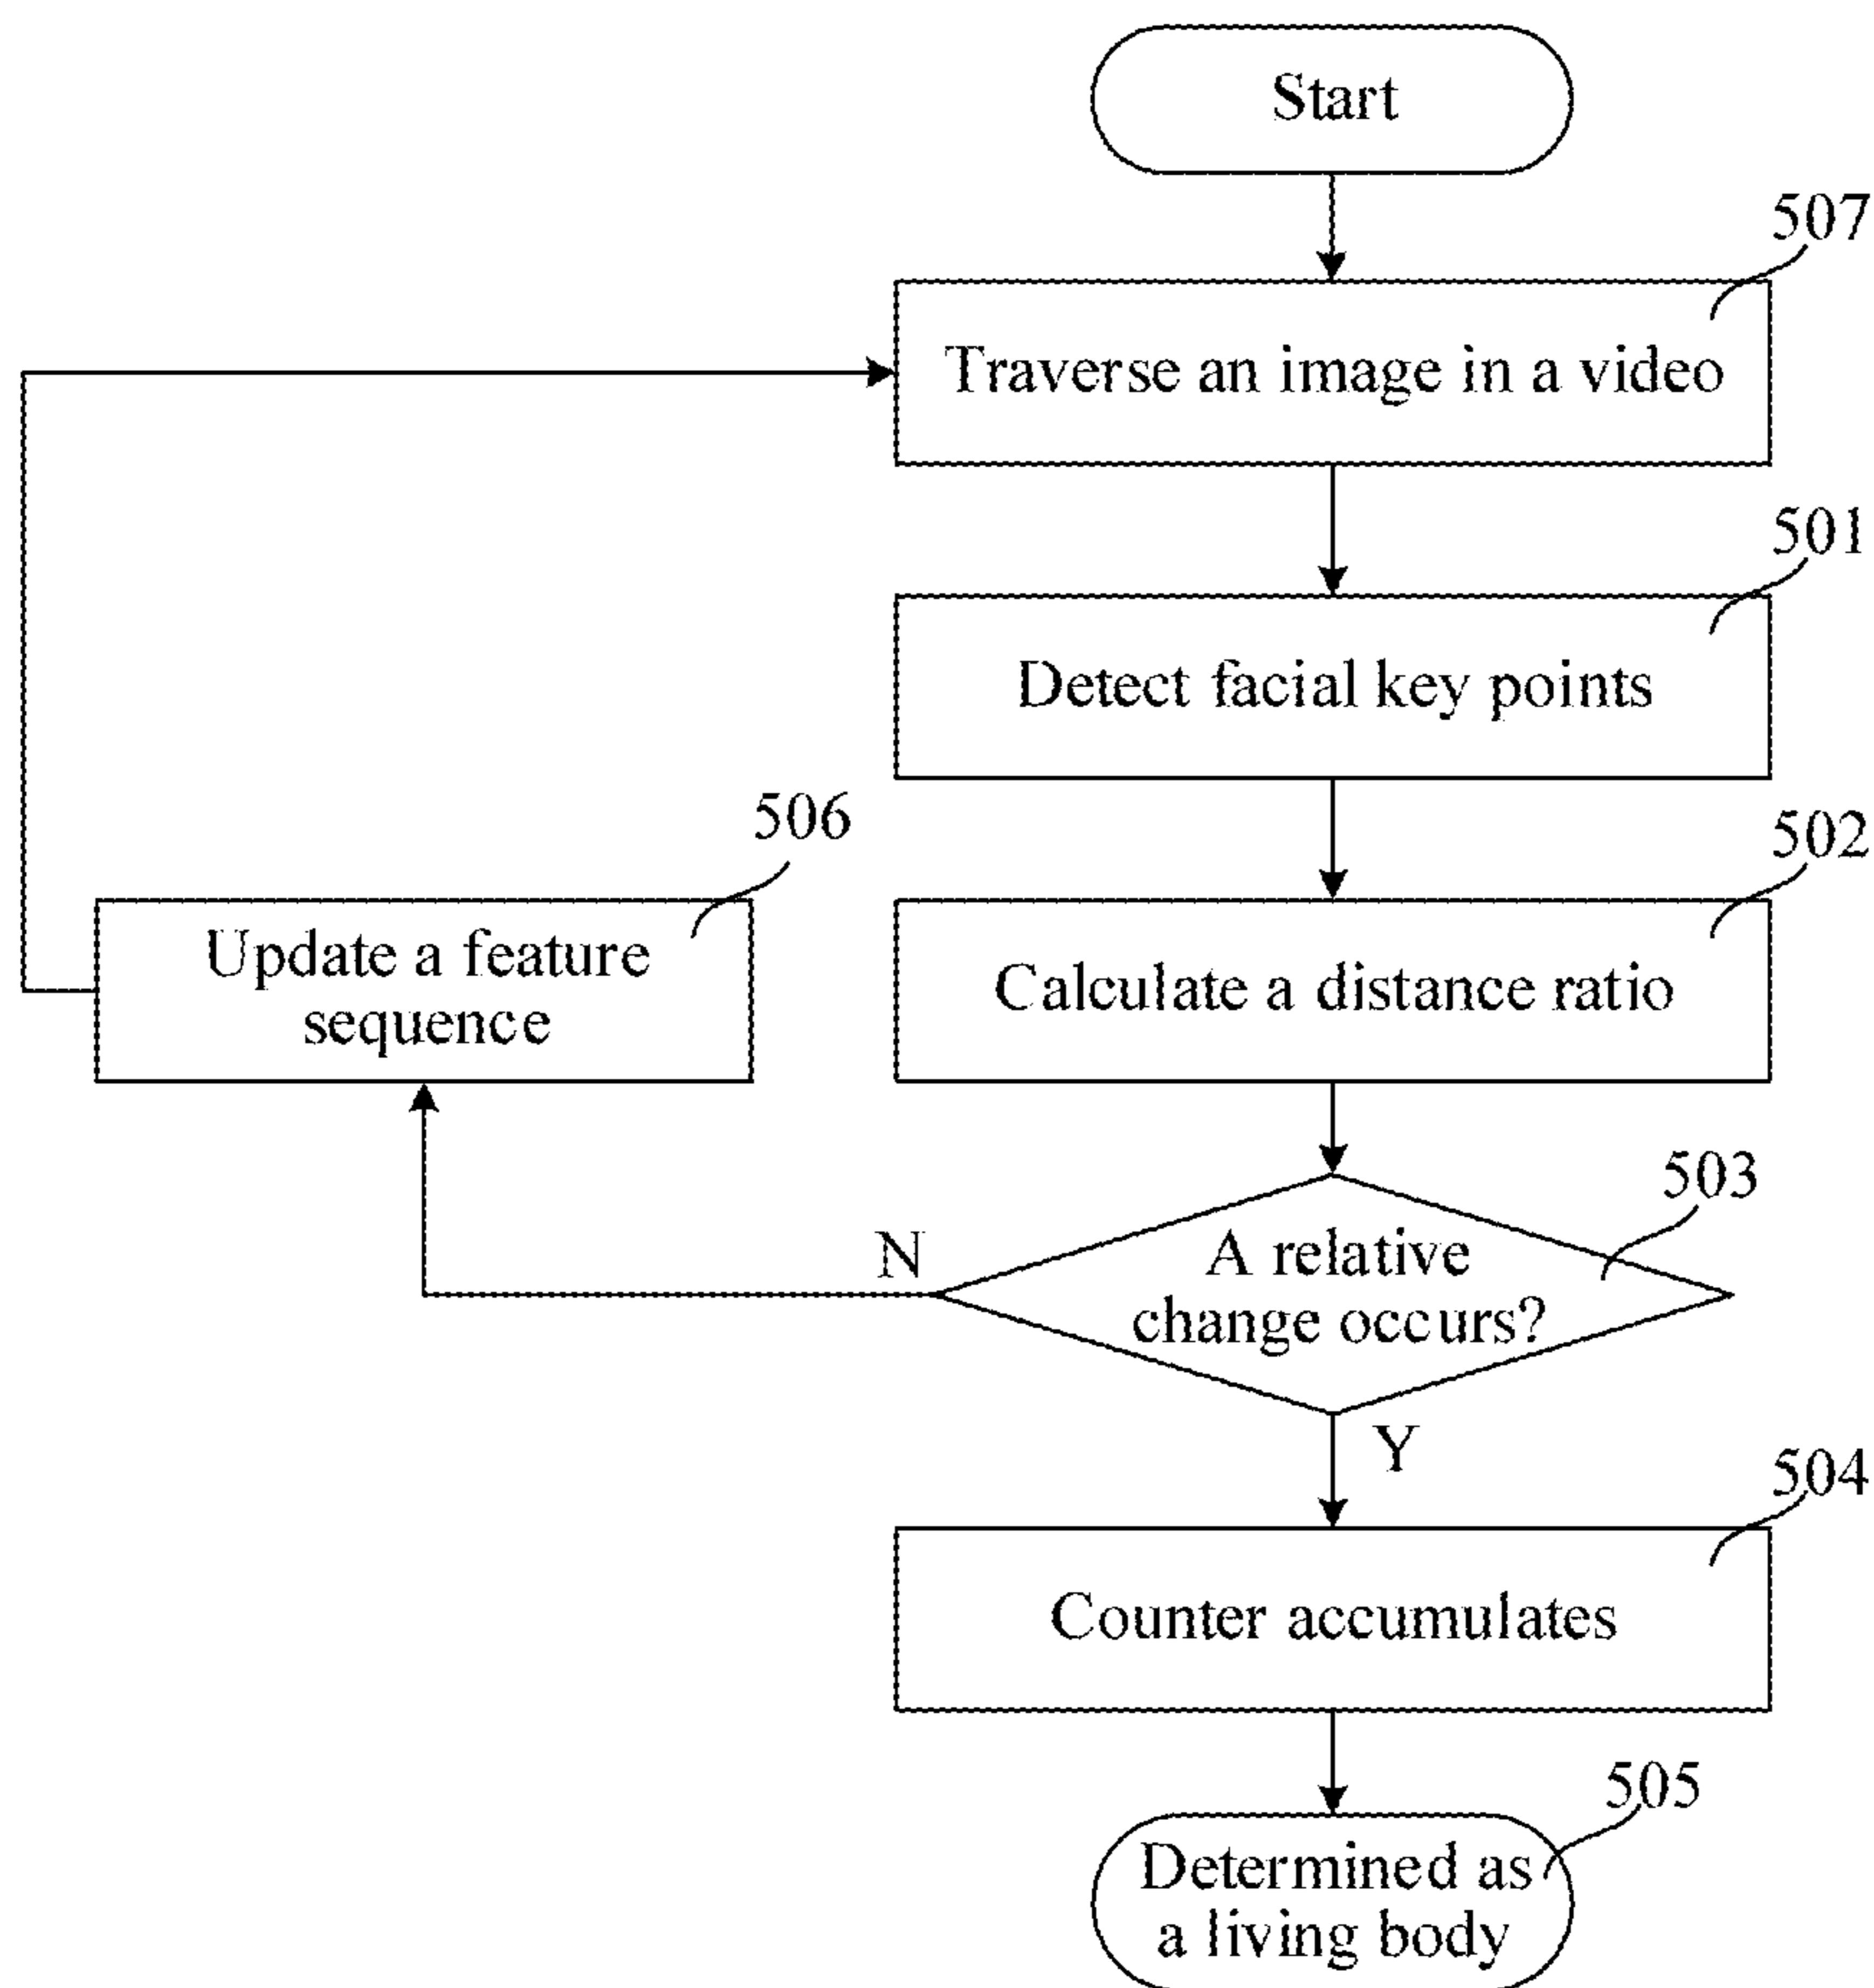 Start
507
Traverse an image in a video
501
Detect facial key points
506
502
Update a feature
sequence
Calculate a distance ratio
503
N
A relative
change occurs?
Y
504
Counter accumulates
505
Determined as
a living body